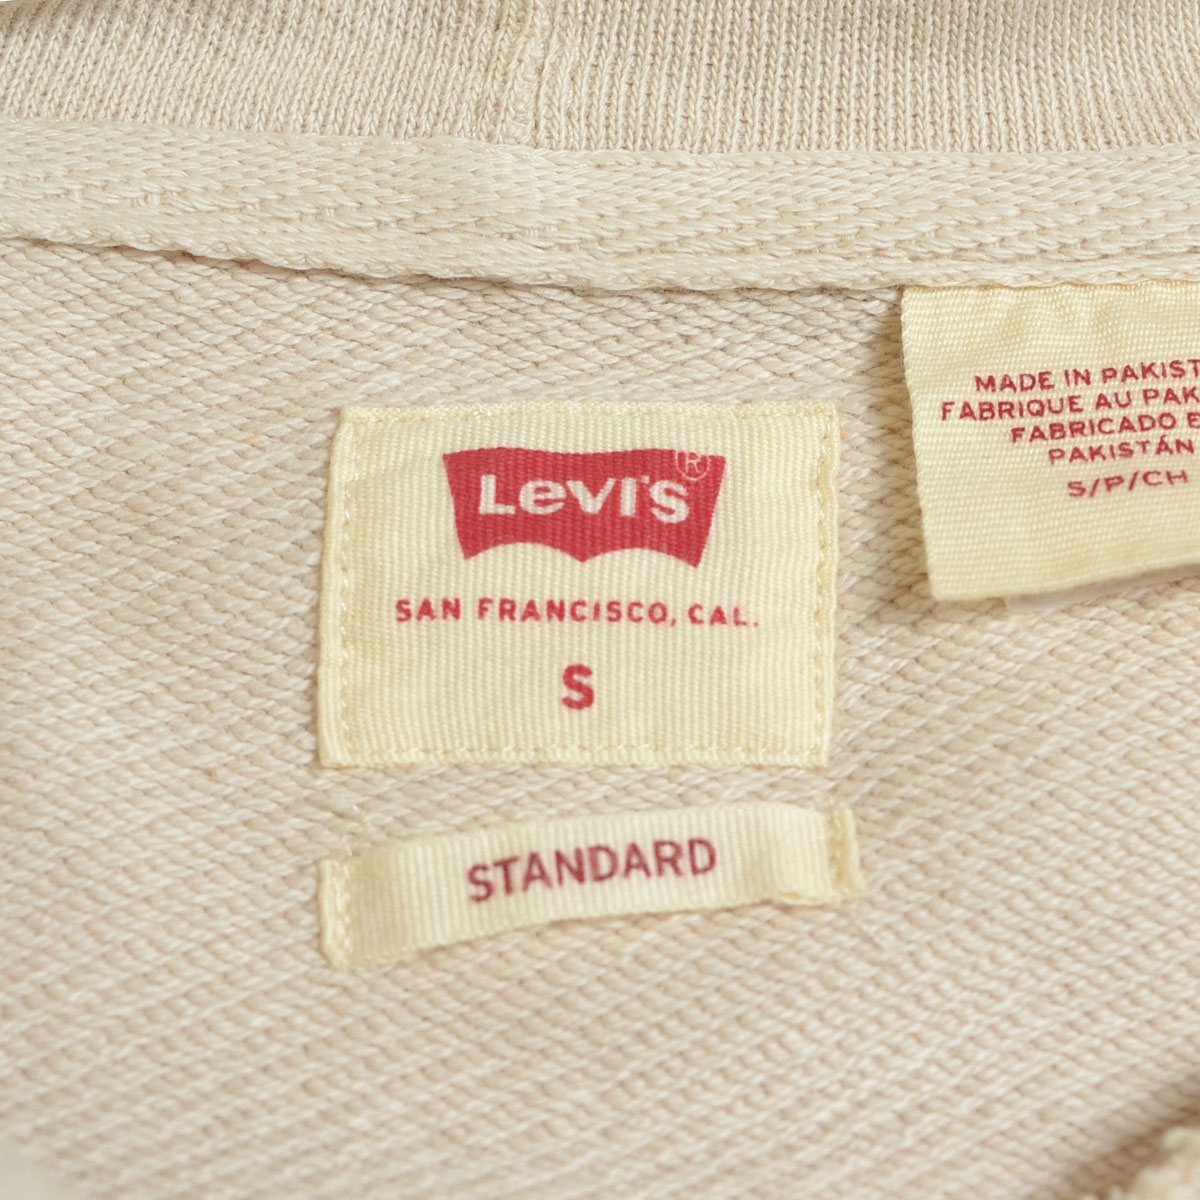 Levi's®
SAN FRANCISCO, CAL.
S
STANDARD
MADE IN PAKIST
FABRIQUE AU PAK
FABRICADO E
PAKISTÁN
S/P/CH